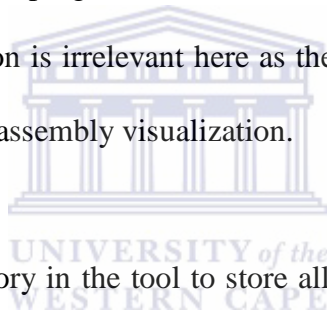 on is irrelevant here as the
assembly visualization.
UNIVERSITY of the
ory in the tool to store all
WESTERN CAPE